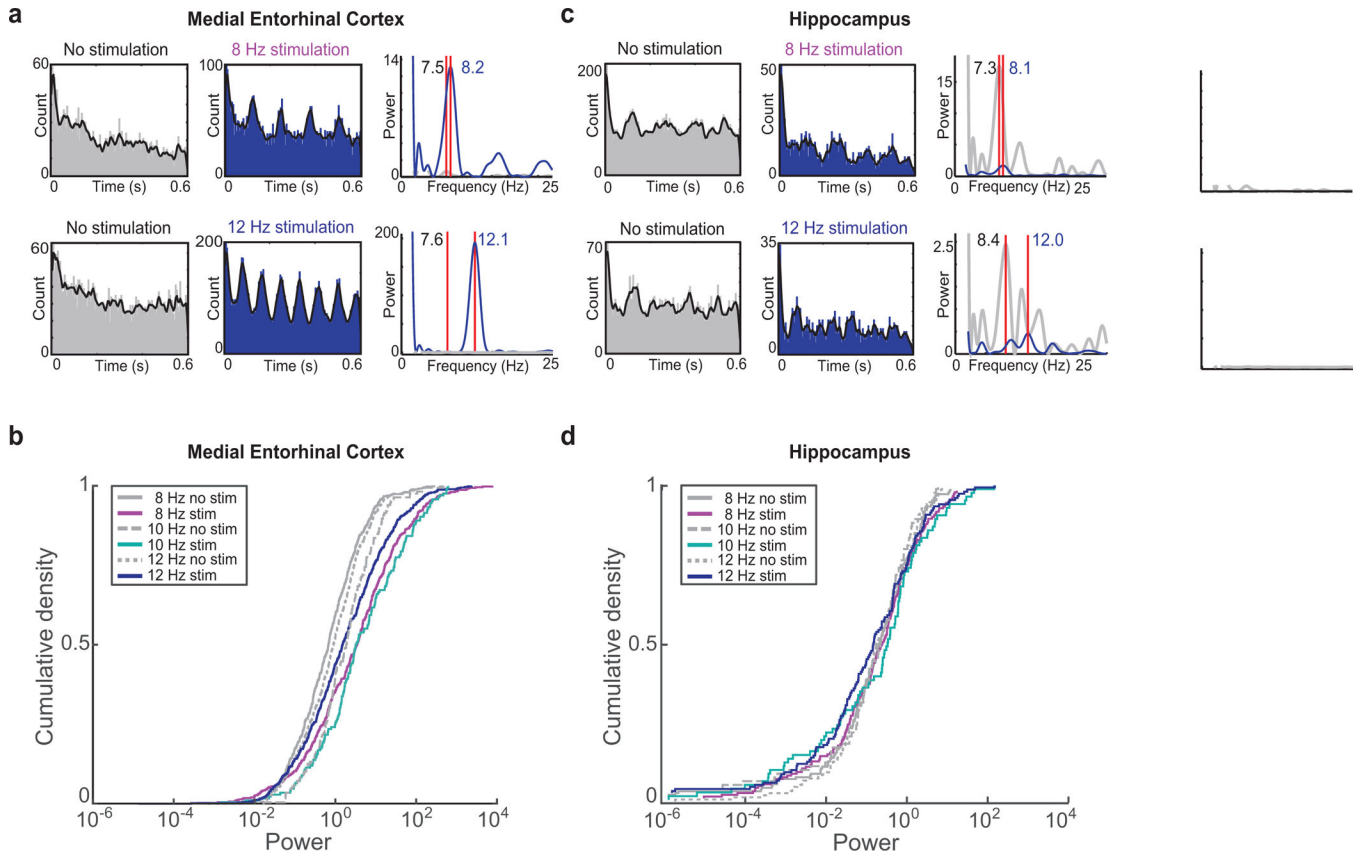 a
Medial Entorhinal Cortex
No stimulation
8 Hz stimulation
60
Count
0
0
Time (s)
0.6
100
Count
0
0
Time (s)
0.6
14
Power
0
7.5
8.2
0
Frequency (Hz)
25
No stimulation
12 Hz stimulation
60
Count
0
0
Time (s)
0.6
200
Count
0
0
Time (s)
0.6
200
Power
0
7.6
12.1
0
Frequency (Hz)
25
c
Hippocampus
No stimulation
8 Hz stimulation
200
Count
0
0
Time (s)
0.6
50
Count
0
0
Time (s)
0.6
15
Power
0
7.3
8.1
0
Frequency (Hz)
25
No stimulation
12 Hz stimulation
70
Count
0
0
Time (s)
0.6
35
Count
0
0
Time (s)
0.6
2.5
Power
0
8.4
12.0
0
Frequency (Hz)
25
b
Medial Entorhinal Cortex
1
0.5
0
Cumulative density
8 Hz no stim
8 Hz stim
10 Hz no stim
10 Hz stim
12 Hz no stim
12 Hz stim
10-6
10-4
10-2
100
102
104
Power
d
Hippocampus
1
0.5
0
Cumulative density
8 Hz no stim
8 Hz stim
10 Hz no stim
10 Hz stim
12 Hz no stim
12 Hz stim
10-6
10-4
10-2
100
102
104
Power